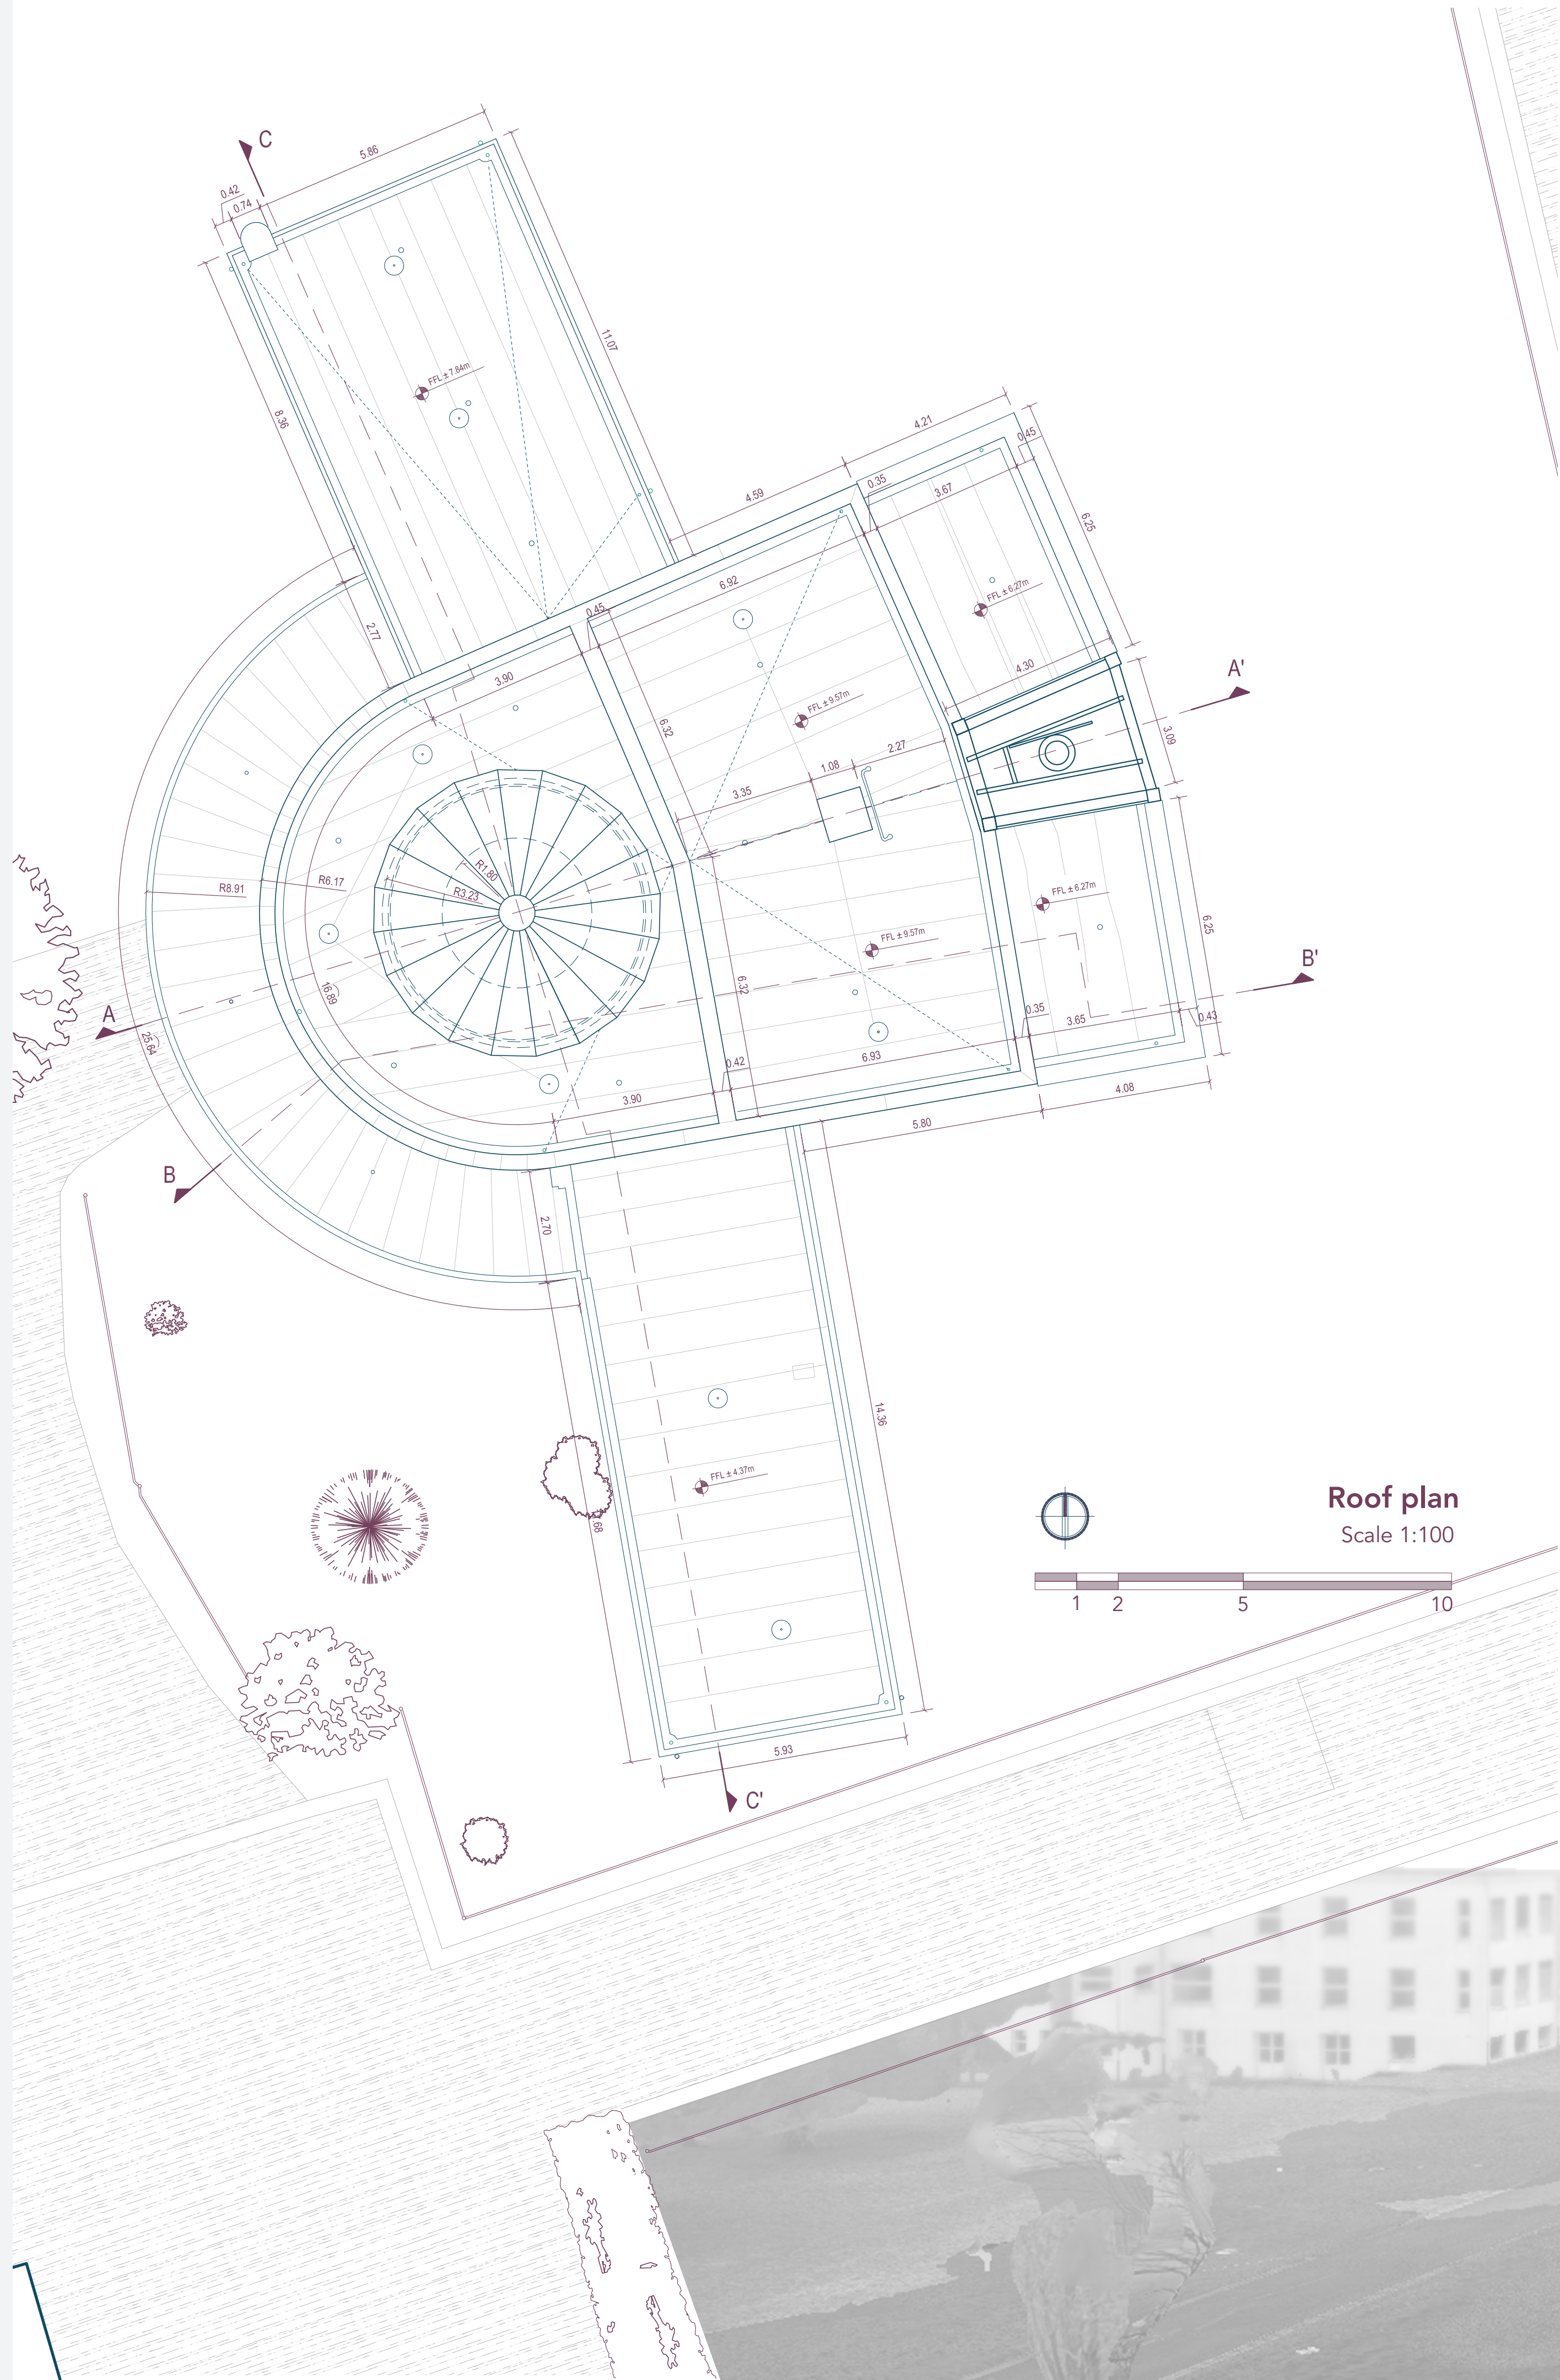 C
5.86
0.42
0.74
11.07
FFL ± 7.84m
8.36
4.21
0.45
4.59
0.35
3.67
6.25
6.92
FFL ± 6.27m
0.45
2.77
A'
4.30
3.90
FFL ± 9.57m
6.32
3.09
2.27
1.08
3.35
R1.80
R6.17
R8.91
R3.23
FFL ± 6.27m
6.25
FFL ± 9.57m
B'
6.32
16.89
0.35
3.65
0.43
A
25.64
6.93
0.42
4.08
3.90
5.80
B
2.70
14.36
FFL ± 4.37m
Roof plan
Scale 1:100
1 2 5 10
5.93
C'